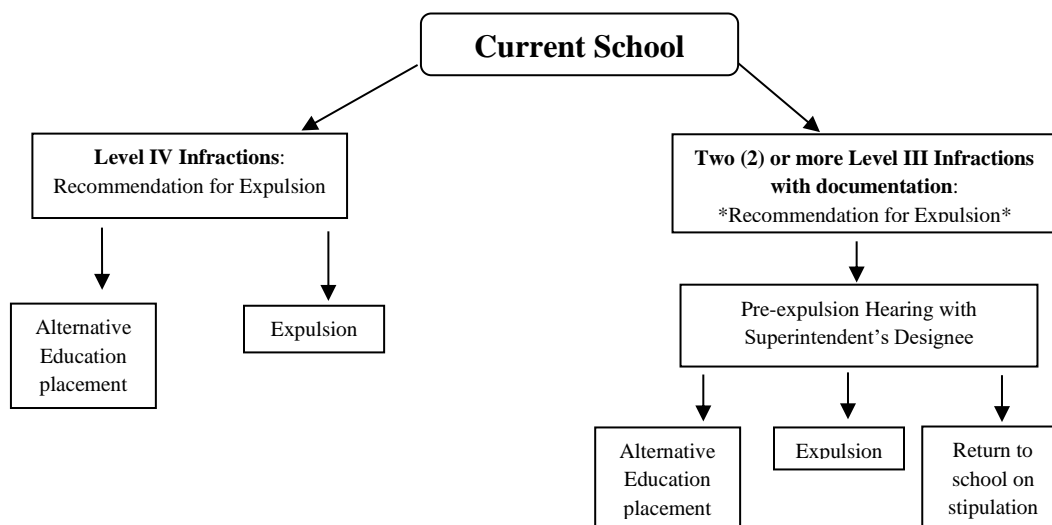 Current School
Level IV Infractions:
Recommendation for Expulsion
Two (2) or more Level III Infractions
with documentation:
*Recommendation for Expulsion*
Alternative
Education
placement
Expulsion
Pre-expulsion Hearing with
Superintendent’s Designee
Alternative
Education
placement
Expulsion
Return to
school on
stipulation